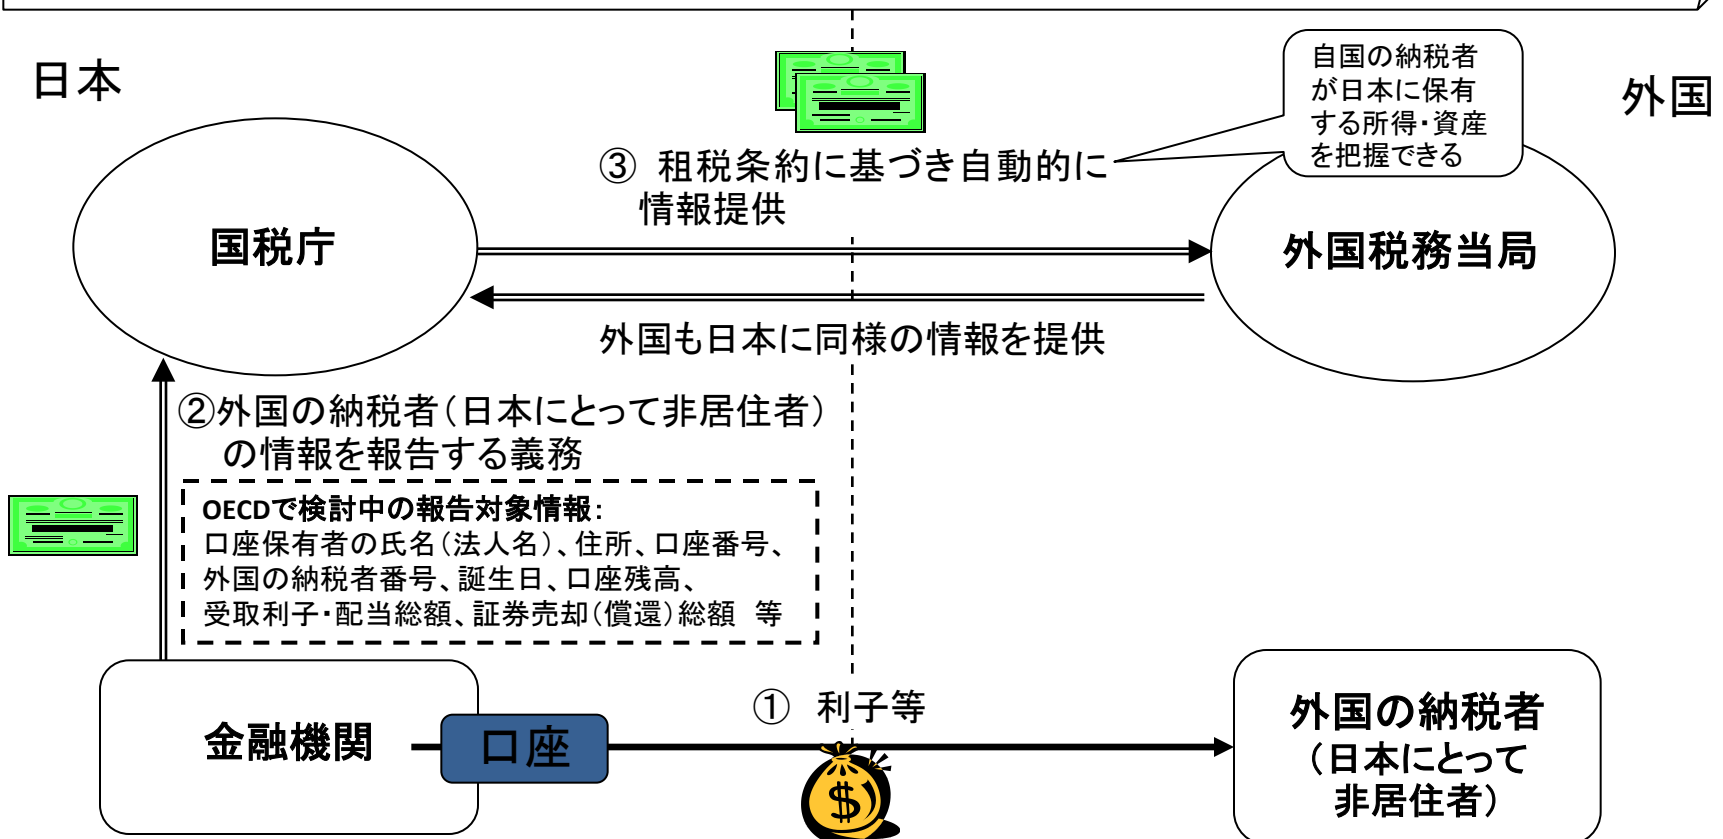 日本
外国
自国の納税者
が日本に保有
する所得・資産
を把握できる
③ 租税条約に基づき自動的に
情報提供
国税庁
外国税務当局
外国も日本に同様の情報を提供
②外国の納税者（日本にとって非居住者）
の情報を報告する義務
OECDで検討中の報告対象情報：
口座保有者の氏名（法人名）、住所、口座番号、
外国の納税者番号、誕生日、口座残高、
受取利子・配当総額、証券売却（償還）総額 等
① 利子等
金融機関
口座
$
外国の納税者
（日本にとって
非居住者）